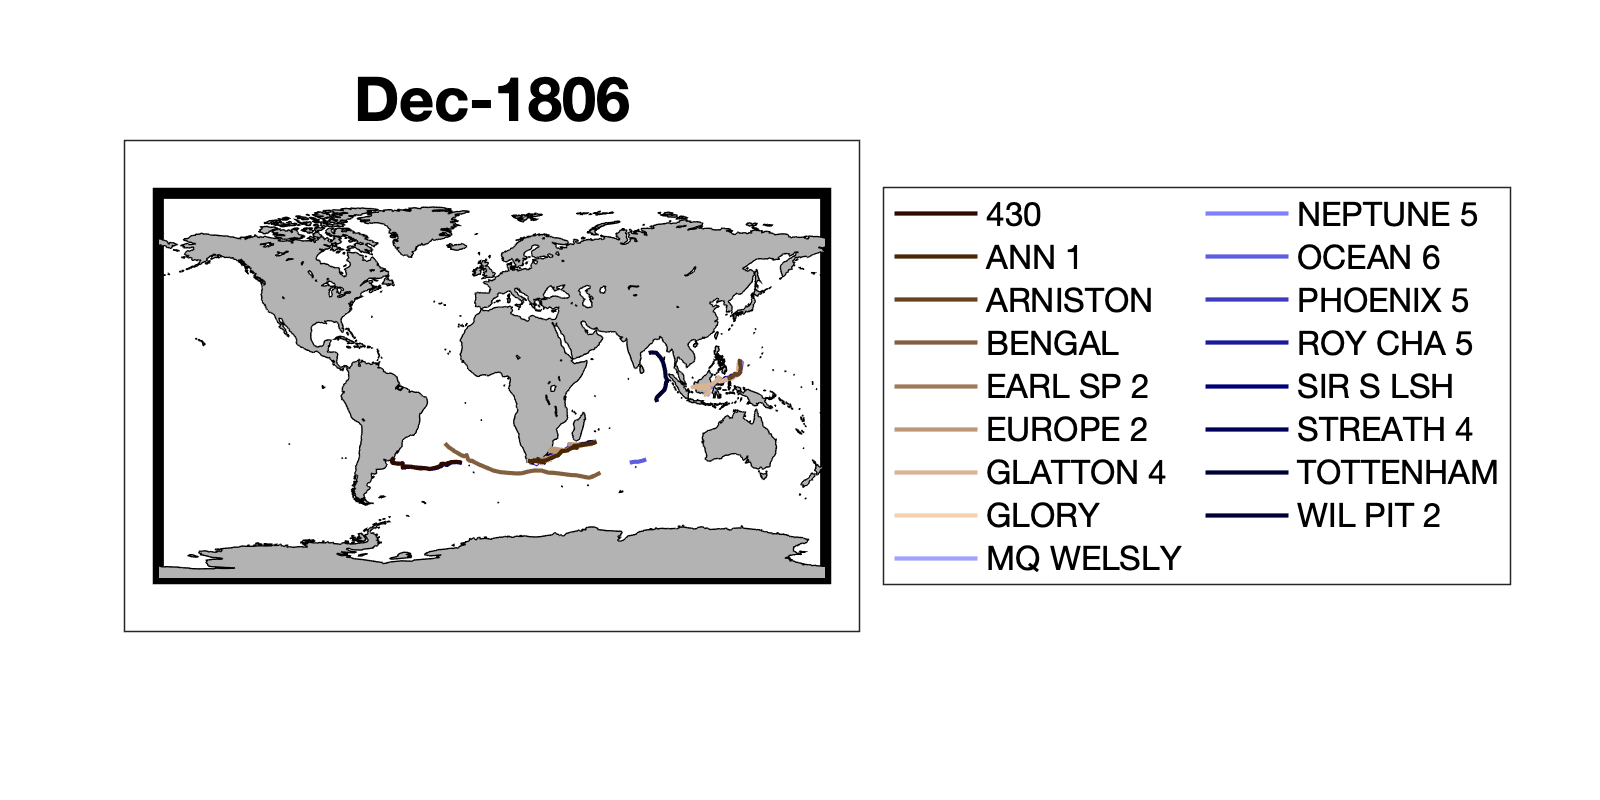 Dec-1806
430
ANN 1
ARNISTON
BENGAL
EARL SP 2
EUROPE 2
GLATTON 4
GLORY
MQ WELSLY
NEPTUNE 5
OCEAN 6
PHOENIX 5
ROY CHA 5
SIR S LSH
STREATH 4
TOTTENHAM
WIL PIT 2